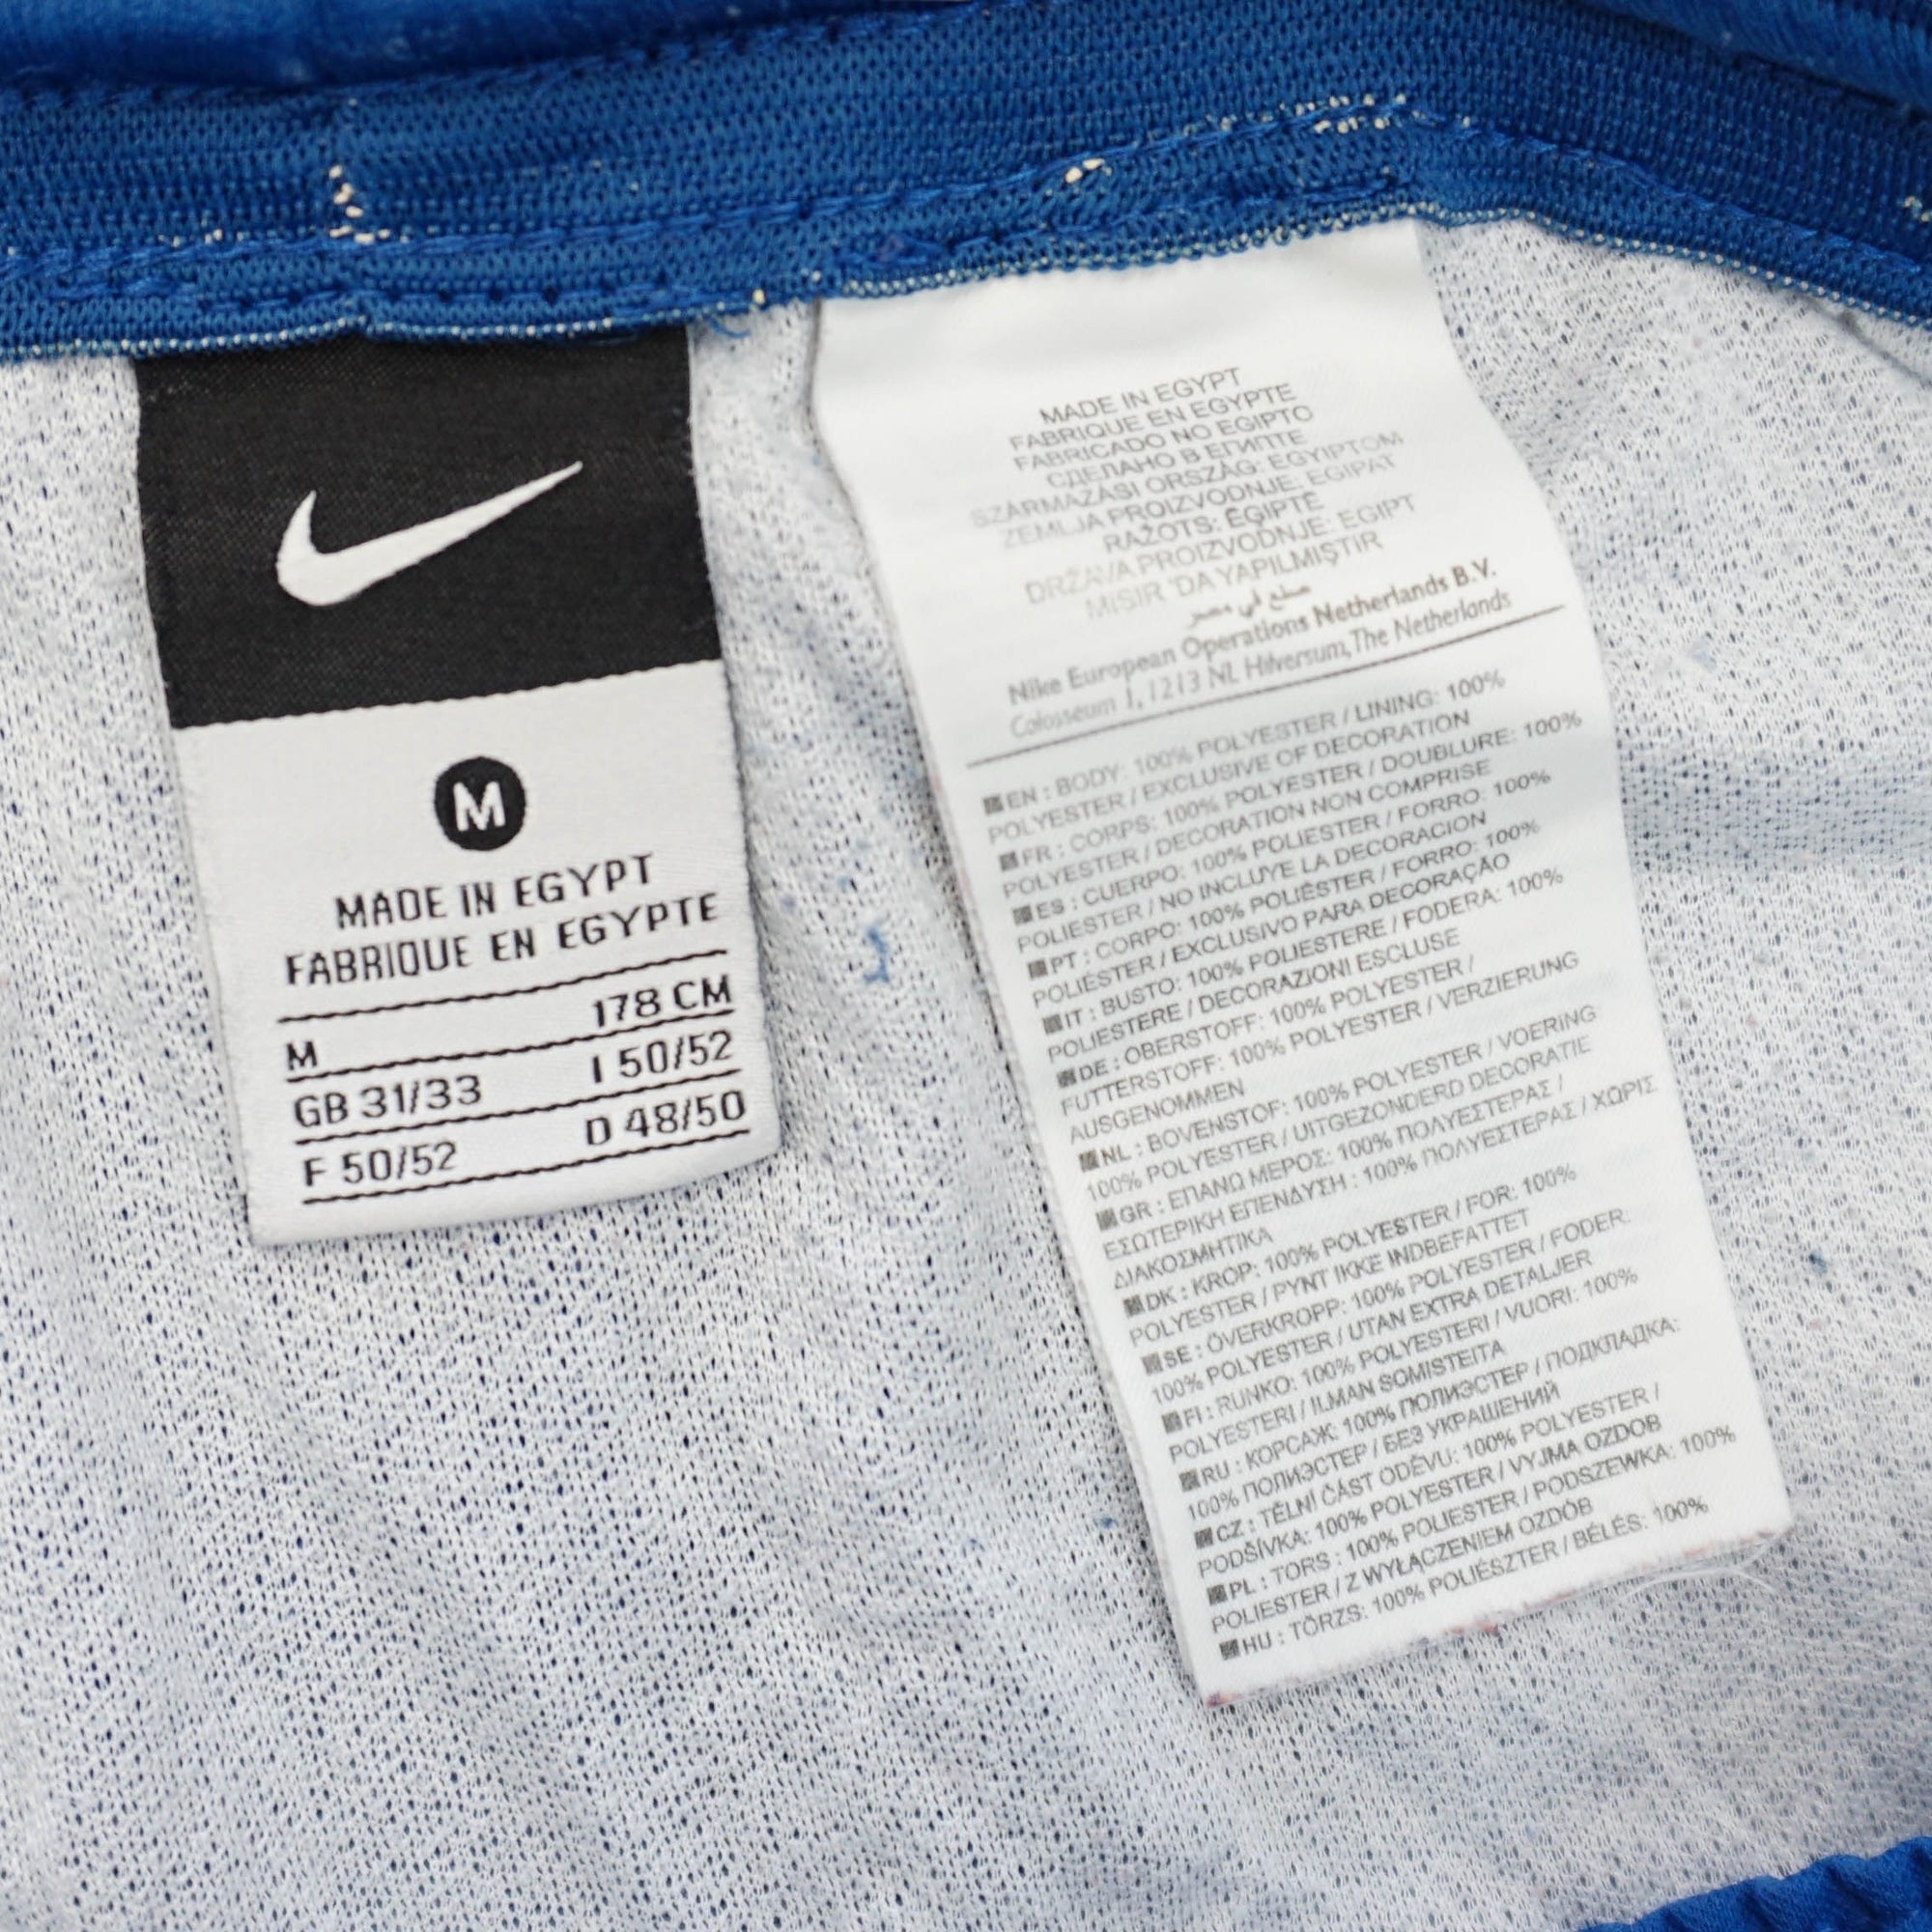 M
MADE IN EGYPT
FABRIQUE EN EGYPTE
178 CM
M
GB 31/33 I 50/52
F 50/52 D 48/50
MADE IN EGYPT
FABRIQUE EN EGYPTE
FABRICADO NO EGIPTO
СДЕЛАНО В ЕГИПТЕ
SZÁRMAZÁSI ORSZÁG: EGYIPTOM
ZEMLJA PROIZVODNJE: EGIPAT
RAŽOTS: ĒĢIPTĒ
DRŽAVA PROIZVODNJE: EGIPT
MISIR 'DA YAPILMIŞTIR
صنع في مصر
Nike European Operations Netherlands B.V.
Colosseum 1, 1213 NL Hilversum, The Netherlands
EN : BODY: 100% POLYESTER / LINING: 100%
POLYESTER / EXCLUSIVE OF DECORATION
FR : CORPS: 100% POLYESTER / DOUBLURE: 100%
POLYESTER / DECORATION NON COMPRISE
ES : CUERPO: 100% POLIESTER / FORRO: 100%
POLIESTER / NO INCLUYE LA DECORACION
PT : CORPO: 100% POLIÉSTER / FORRO: 100%
POLIÉSTER / EXCLUSIVO PARA DECORAÇÃO
IT : BUSTO: 100% POLIESTERE / FODERA: 100%
POLIESTERE / DECORAZIONI ESCLUSE
DE : OBERSTOFF: 100% POLYESTER /
FUTTERSTOFF: 100% POLYESTER / VERZIERUNG
AUSGENOMMEN
NL : BOVENSTOF: 100% POLYESTER / VOERING:
100% POLYESTER / UITGEZONDERD DECORATIE
GR : ΕΠΑΝΩ ΜΕΡΟΣ: 100% ΠΟΛΥΕΣΤΕΡΑΣ /
ΕΣΩΤΕΡΙΚΗ ΕΠΕΝΔΥΣΗ : 100% ΠΟΛΥΕΣΤΕΡΑΣ / ΧΩΡΙΣ
ΔΙΑΚΟΣΜΗΤΙΚΑ
DK : KROP: 100% POLYESTER / FOR: 100%
POLYESTER / PYNT IKKE INDBEFATTET
SE : ÖVERKROPP: 100% POLYESTER / FODER:
100% POLYESTER / UTAN EXTRA DETALJER
FI : RUNKO: 100% POLYESTERI / VUORI: 100%
POLYESTERI / ILMAN SOMISTEITA
RU : КОРСАЖ: 100% ПОЛИЭСТЕР / ПОДКЛАДКА:
100% ПОЛИЭСТЕР / БЕЗ УКРАШЕНИЙ
CZ : TĚLNÍ ČÁST ODĚVU: 100% POLYESTER /
PODŠÍVKA: 100% POLYESTER / VYJMA OZDOB
PL : TORS : 100% POLIESTER / PODSZEWKA: 100%
POLIESTER / Z WYŁĄCZENIEM OZDÓB
HU : TÖRZS: 100% POLIÉSZTER / BÉLÉS: 100%